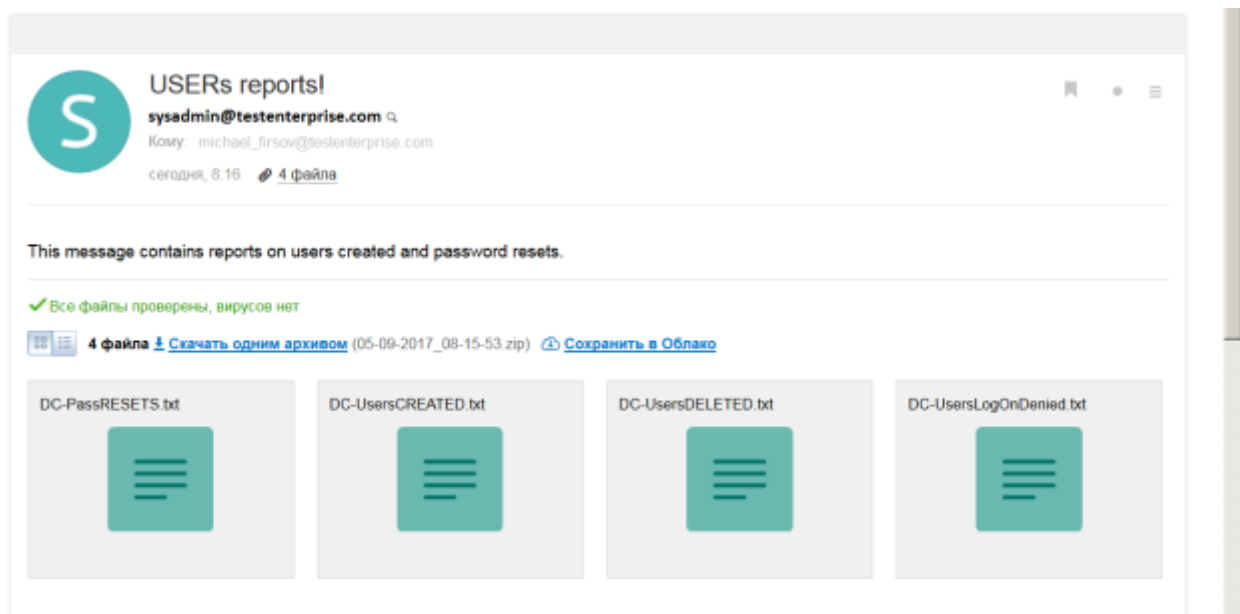 S
USERs reports!
sysadmin@testenterprise.com
Кому: michael_firsov@testenterprise.com
сегодня, 8:16 4 файла
This message contains reports on users created and password resets.
Все файлы проверены, вирусов нет
4 файла Скачать одним архивом (05-09-2017_08-15-53.zip) Сохранить в Облако
DC-PassRESETS.txt
DC-UsersCREATED.txt
DC-UsersDELETED.txt
DC-UsersLogOnDenied.txt